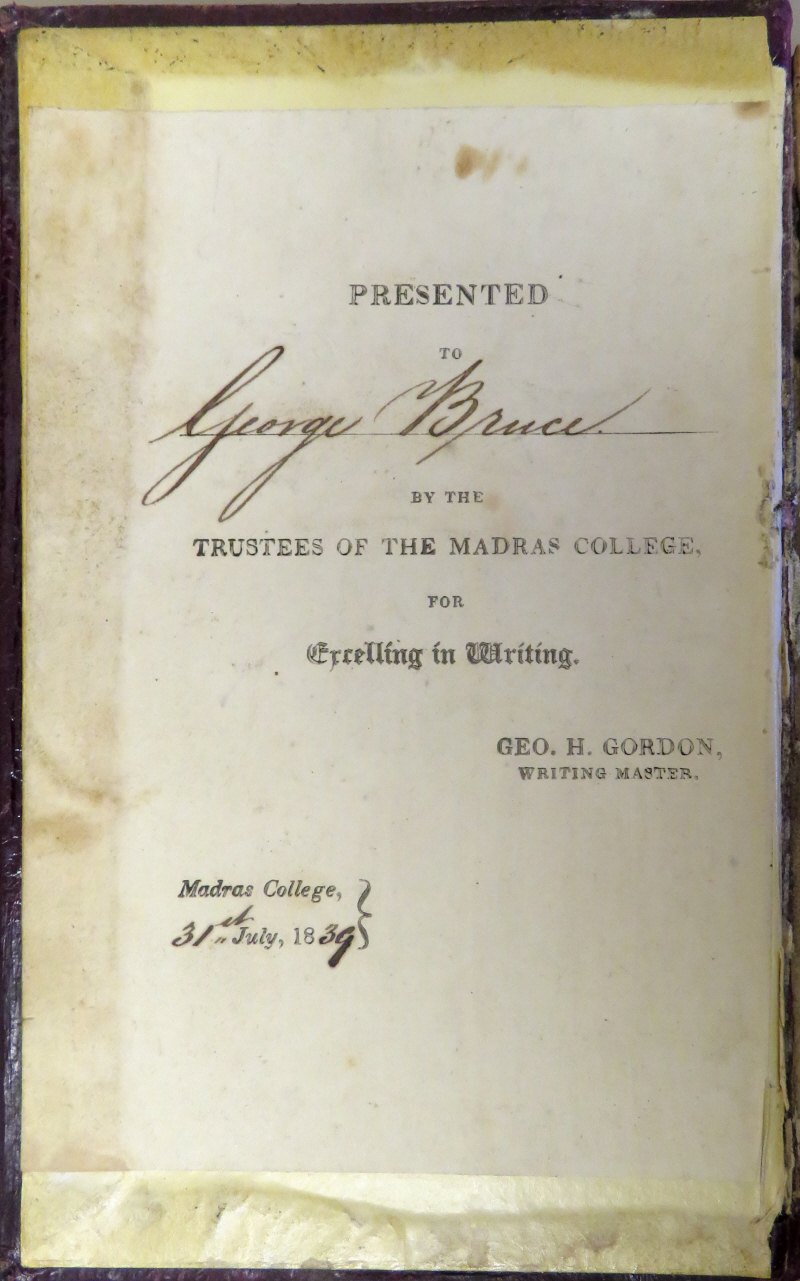 PRESENTED
TO
George Bruce.
BY THE
TRUSTEES OF THE MADRAS COLLEGE,
FOR
Excelling in Writing.
GEO. H. GORDON,
WRITING MASTER.
Madras College,
31st July, 1839